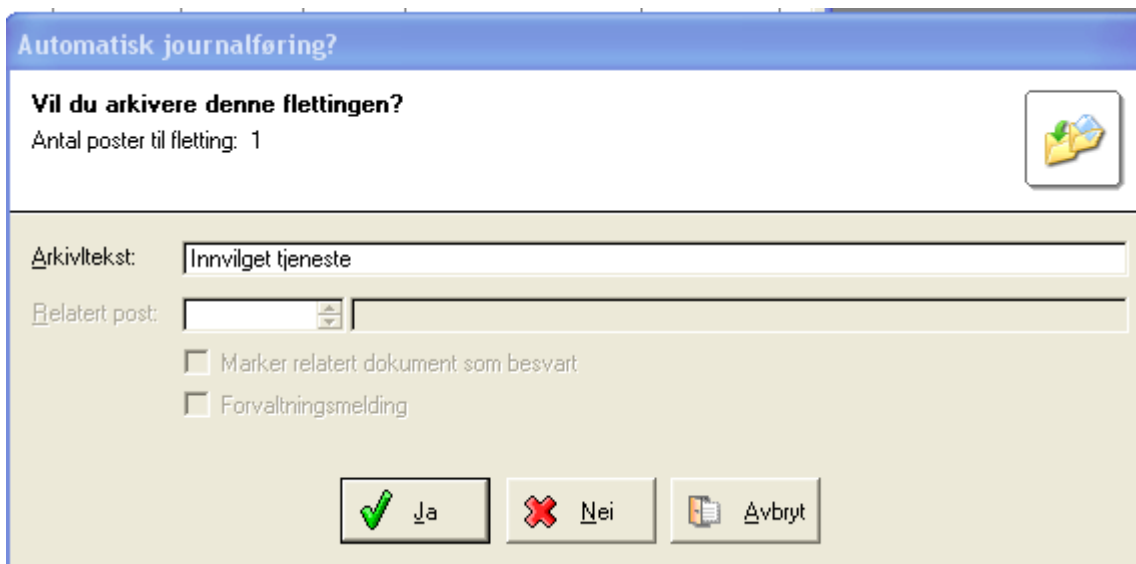 Automatisk journalføring?
Vil du arkivere denne flettingen?
Antal poster til fletting: 1
Arkivltekst: Innvilget tjeneste
Relatert post:
Marker relatert dokument som besvart
Forvaltningsmelding
Ja Nei Avbryt